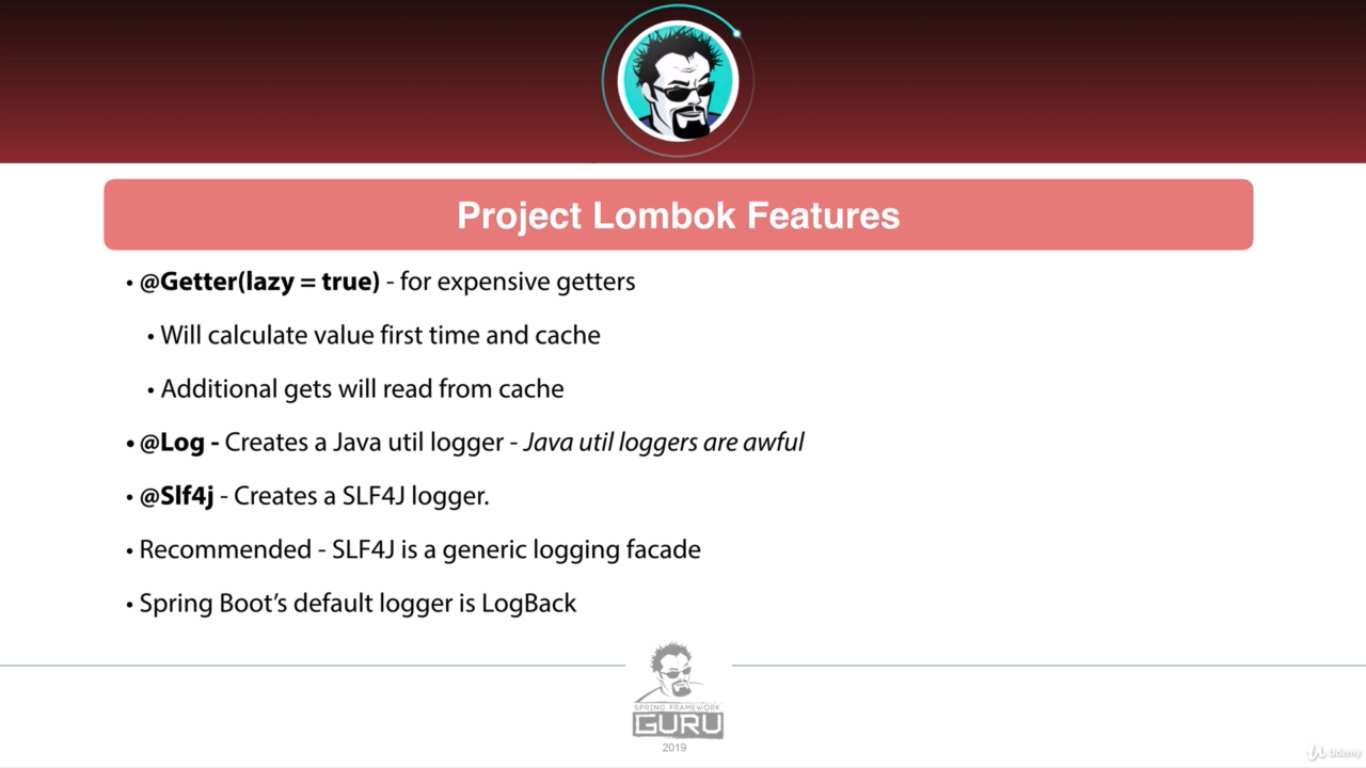 Project Lombok Features
• @Getter(lazy = true) - for expensive getters
• Will calculate value first time and cache
• Additional gets will read from cache
• @Log - Creates a Java util logger - Java util loggers are awful
• @Slf4j - Creates a SLF4J logger.
• Recommended - SLF4J is a generic logging facade
• Spring Boot’s default logger is LogBack
SPRING FRAMEWORK
GURU
2019
Udemy